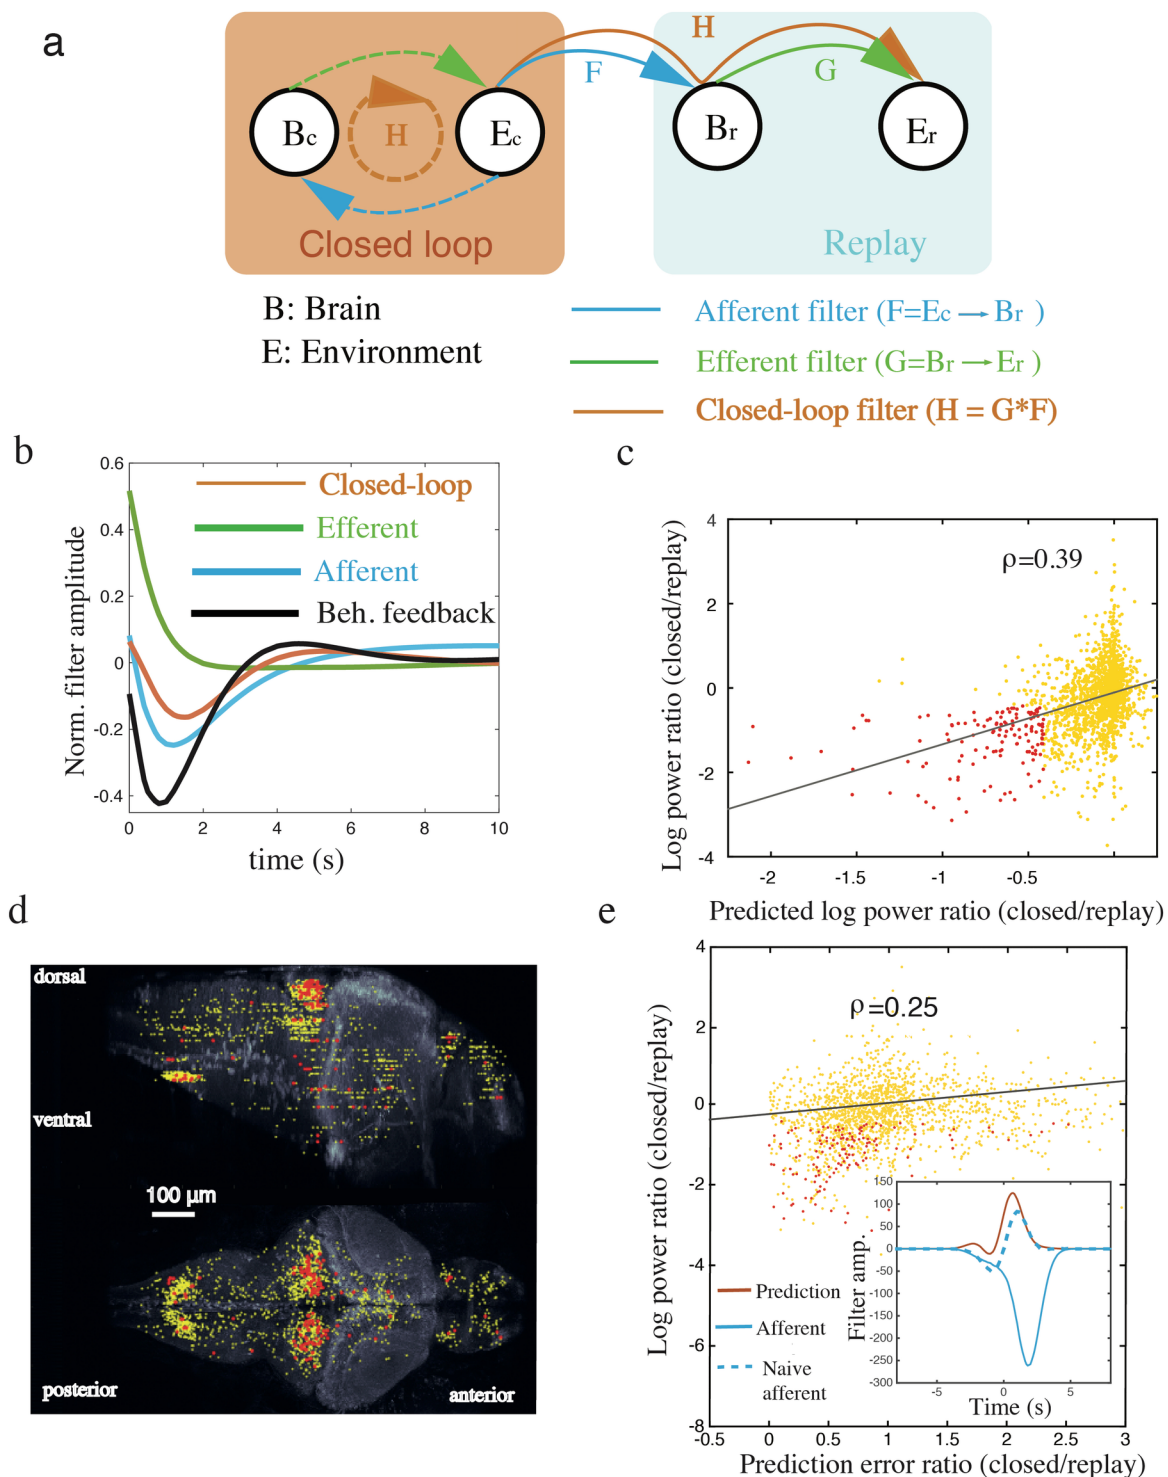 a
H
F
G
Bc
H
Ec
Br
Er
Closed loop
Replay
B: Brain
E: Environment
Afferent filter (F=Ec → Br )
Efferent filter (G=Br → Er )
Closed-loop filter (H = G*F)
b
0.6
0.4
0.2
0
-0.2
-0.4
0
2
4
6
8
10
Norm. filter amplitude
time (s)
Closed-loop
Efferent
Afferent
Beh. feedback
c
4
2
0
-2
-4
-2
-1.5
-1
-0.5
ρ=0.39
Log power ratio (closed/replay)
Predicted log power ratio (closed/replay)
d
dorsal
ventral
100 µm
posterior
anterior
e
4
2
0
-2
-4
-6
-8
-0.5
0
0.5
1
1.5
2
2.5
3
ρ=0.25
Log power ratio (closed/replay)
Prediction error ratio (closed/replay)
Prediction
Afferent
Naive
afferent
150
100
50
0
-50
-100
-150
-200
-250
-300
-5
0
5
Filter amp.
Time (s)